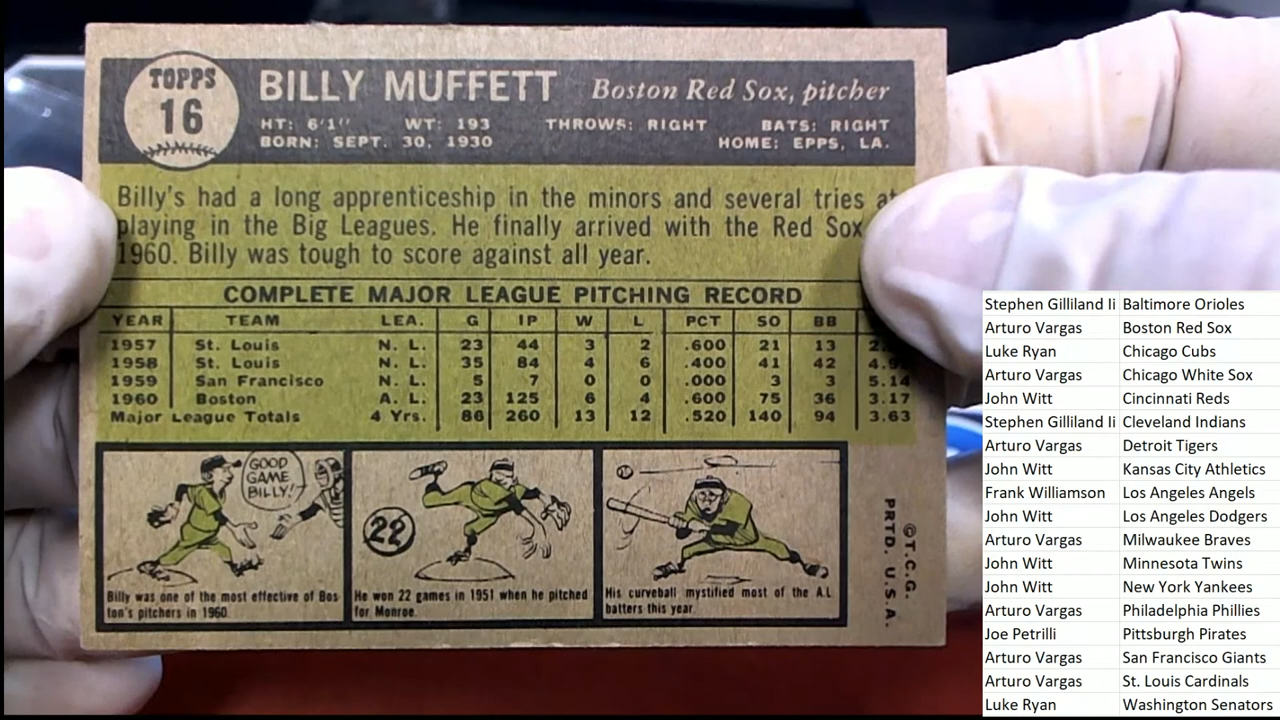 TOPPS
16
BILLY MUFFETT Boston Red Sox, pitcher
HT: 6'1" WT: 193 THROWS: RIGHT BATS: RIGHT
BORN: SEPT. 30, 1930 HOME: EPPS, LA.
Billy's had a long apprenticeship in the minors and several tries at
playing in the Big Leagues. He finally arrived with the Red Sox
1960. Billy was tough to score against all year.
COMPLETE MAJOR LEAGUE PITCHING RECORD
YEAR TEAM LEA. G IP W L PCT SO BB
1957 St. Louis N. L. 23 44 3 2 .600 21 13
1958 St. Louis N. L. 35 84 4 6 .400 41 42
1959 San Francisco N. L. 5 7 0 0 .000 3 3 5.14
1960 Boston A. L. 23 125 6 4 .600 75 36 3.17
Major League Totals 4 Yrs. 86 260 13 12 .520 140 94 3.63
GOOD
GAME
BILLY!
Billy was one of the most effective of Bos
ton's pitchers in 1960.
22
He won 22 games in 1951 when he pitched
for Monroe.
His curveball mystified most of the A.L
batters this year.
©T.C.G.
PRTD. U.S.A.
Stephen Gilliland Ii Baltimore Orioles
Arturo Vargas Boston Red Sox
Luke Ryan Chicago Cubs
Arturo Vargas Chicago White Sox
John Witt Cincinnati Reds
Stephen Gilliland Ii Cleveland Indians
Arturo Vargas Detroit Tigers
John Witt Kansas City Athletics
Frank Williamson Los Angeles Angels
John Witt Los Angeles Dodgers
Arturo Vargas Milwaukee Braves
John Witt Minnesota Twins
John Witt New York Yankees
Arturo Vargas Philadelphia Phillies
Joe Petrilli Pittsburgh Pirates
Arturo Vargas San Francisco Giants
Arturo Vargas St. Louis Cardinals
Luke Ryan Washington Senators